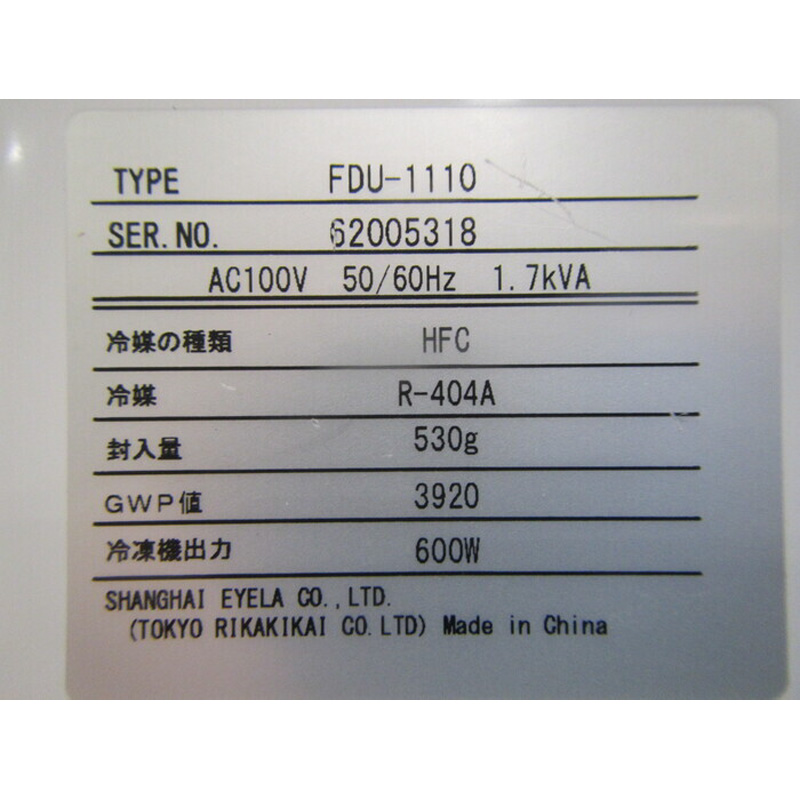 TYPE FDU-1110
SER.NO. 62005318
AC100V 50/60Hz 1.7kVA
冷媒の種類 HFC
冷媒 R-404A
封入量 530g
GWP値 3920
冷凍機出力 600W
SHANGHAI EYELA CO.,LTD.
(TOKYO RIKAKIKAI CO.LTD) Made in China